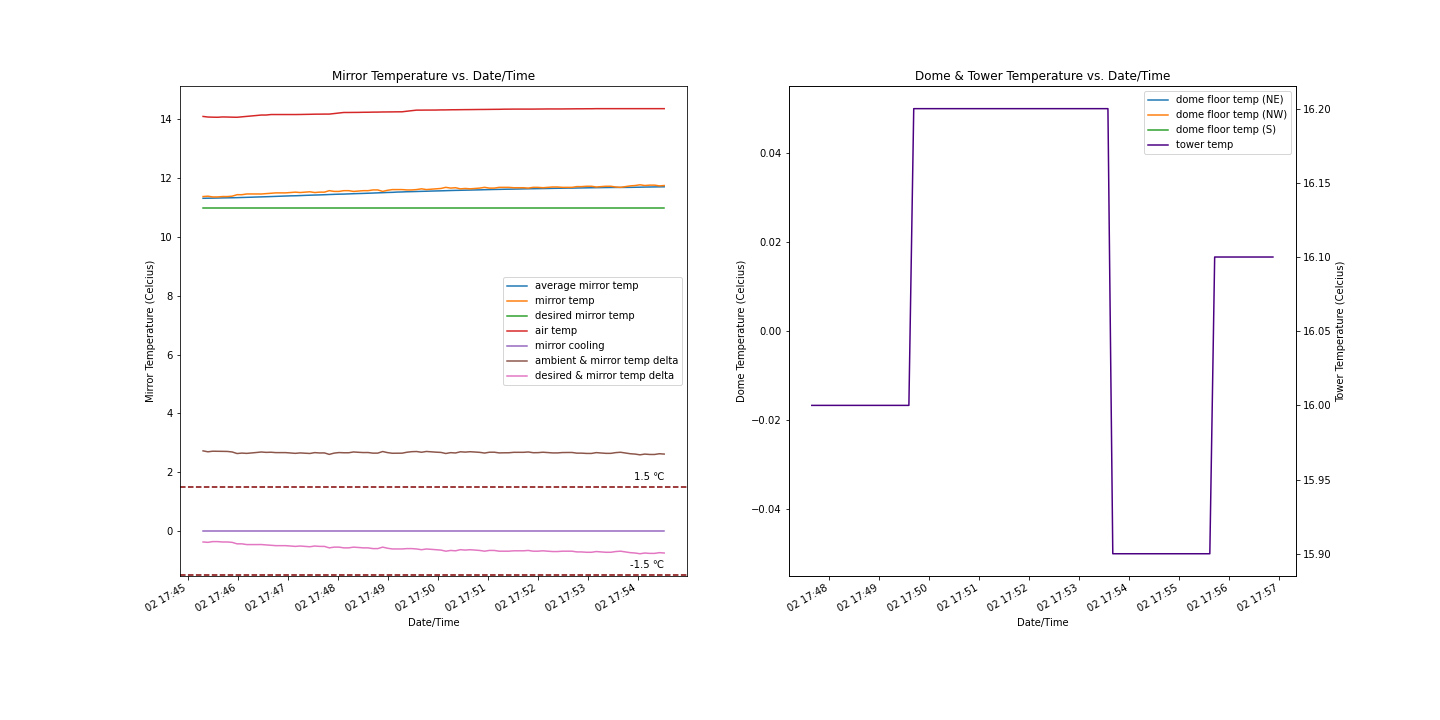 Mirror Temperature vs. Date/Time
Mirror Temperature (Celcius)
14
12
10
8
6
4
2
0
average mirror temp
mirror temp
desired mirror temp
air temp
mirror cooling
ambient & mirror temp delta
desired & mirror temp delta
1.5 °C
-1.5 °C
02 17:45
02 17:46
02 17:47
02 17:48
02 17:49
02 17:50
02 17:51
02 17:52
02 17:53
02 17:54
Date/Time
Dome & Tower Temperature vs. Date/Time
Dome Temperature (Celcius)
0.04
0.02
0.00
−0.02
−0.04
dome floor temp (NE)
dome floor temp (NW)
dome floor temp (S)
tower temp
16.20
16.15
16.10
16.05
16.00
15.95
15.90
Tower Temperature (Celcius)
02 17:48
02 17:49
02 17:50
02 17:51
02 17:52
02 17:53
02 17:54
02 17:55
02 17:56
02 17:57
Date/Time